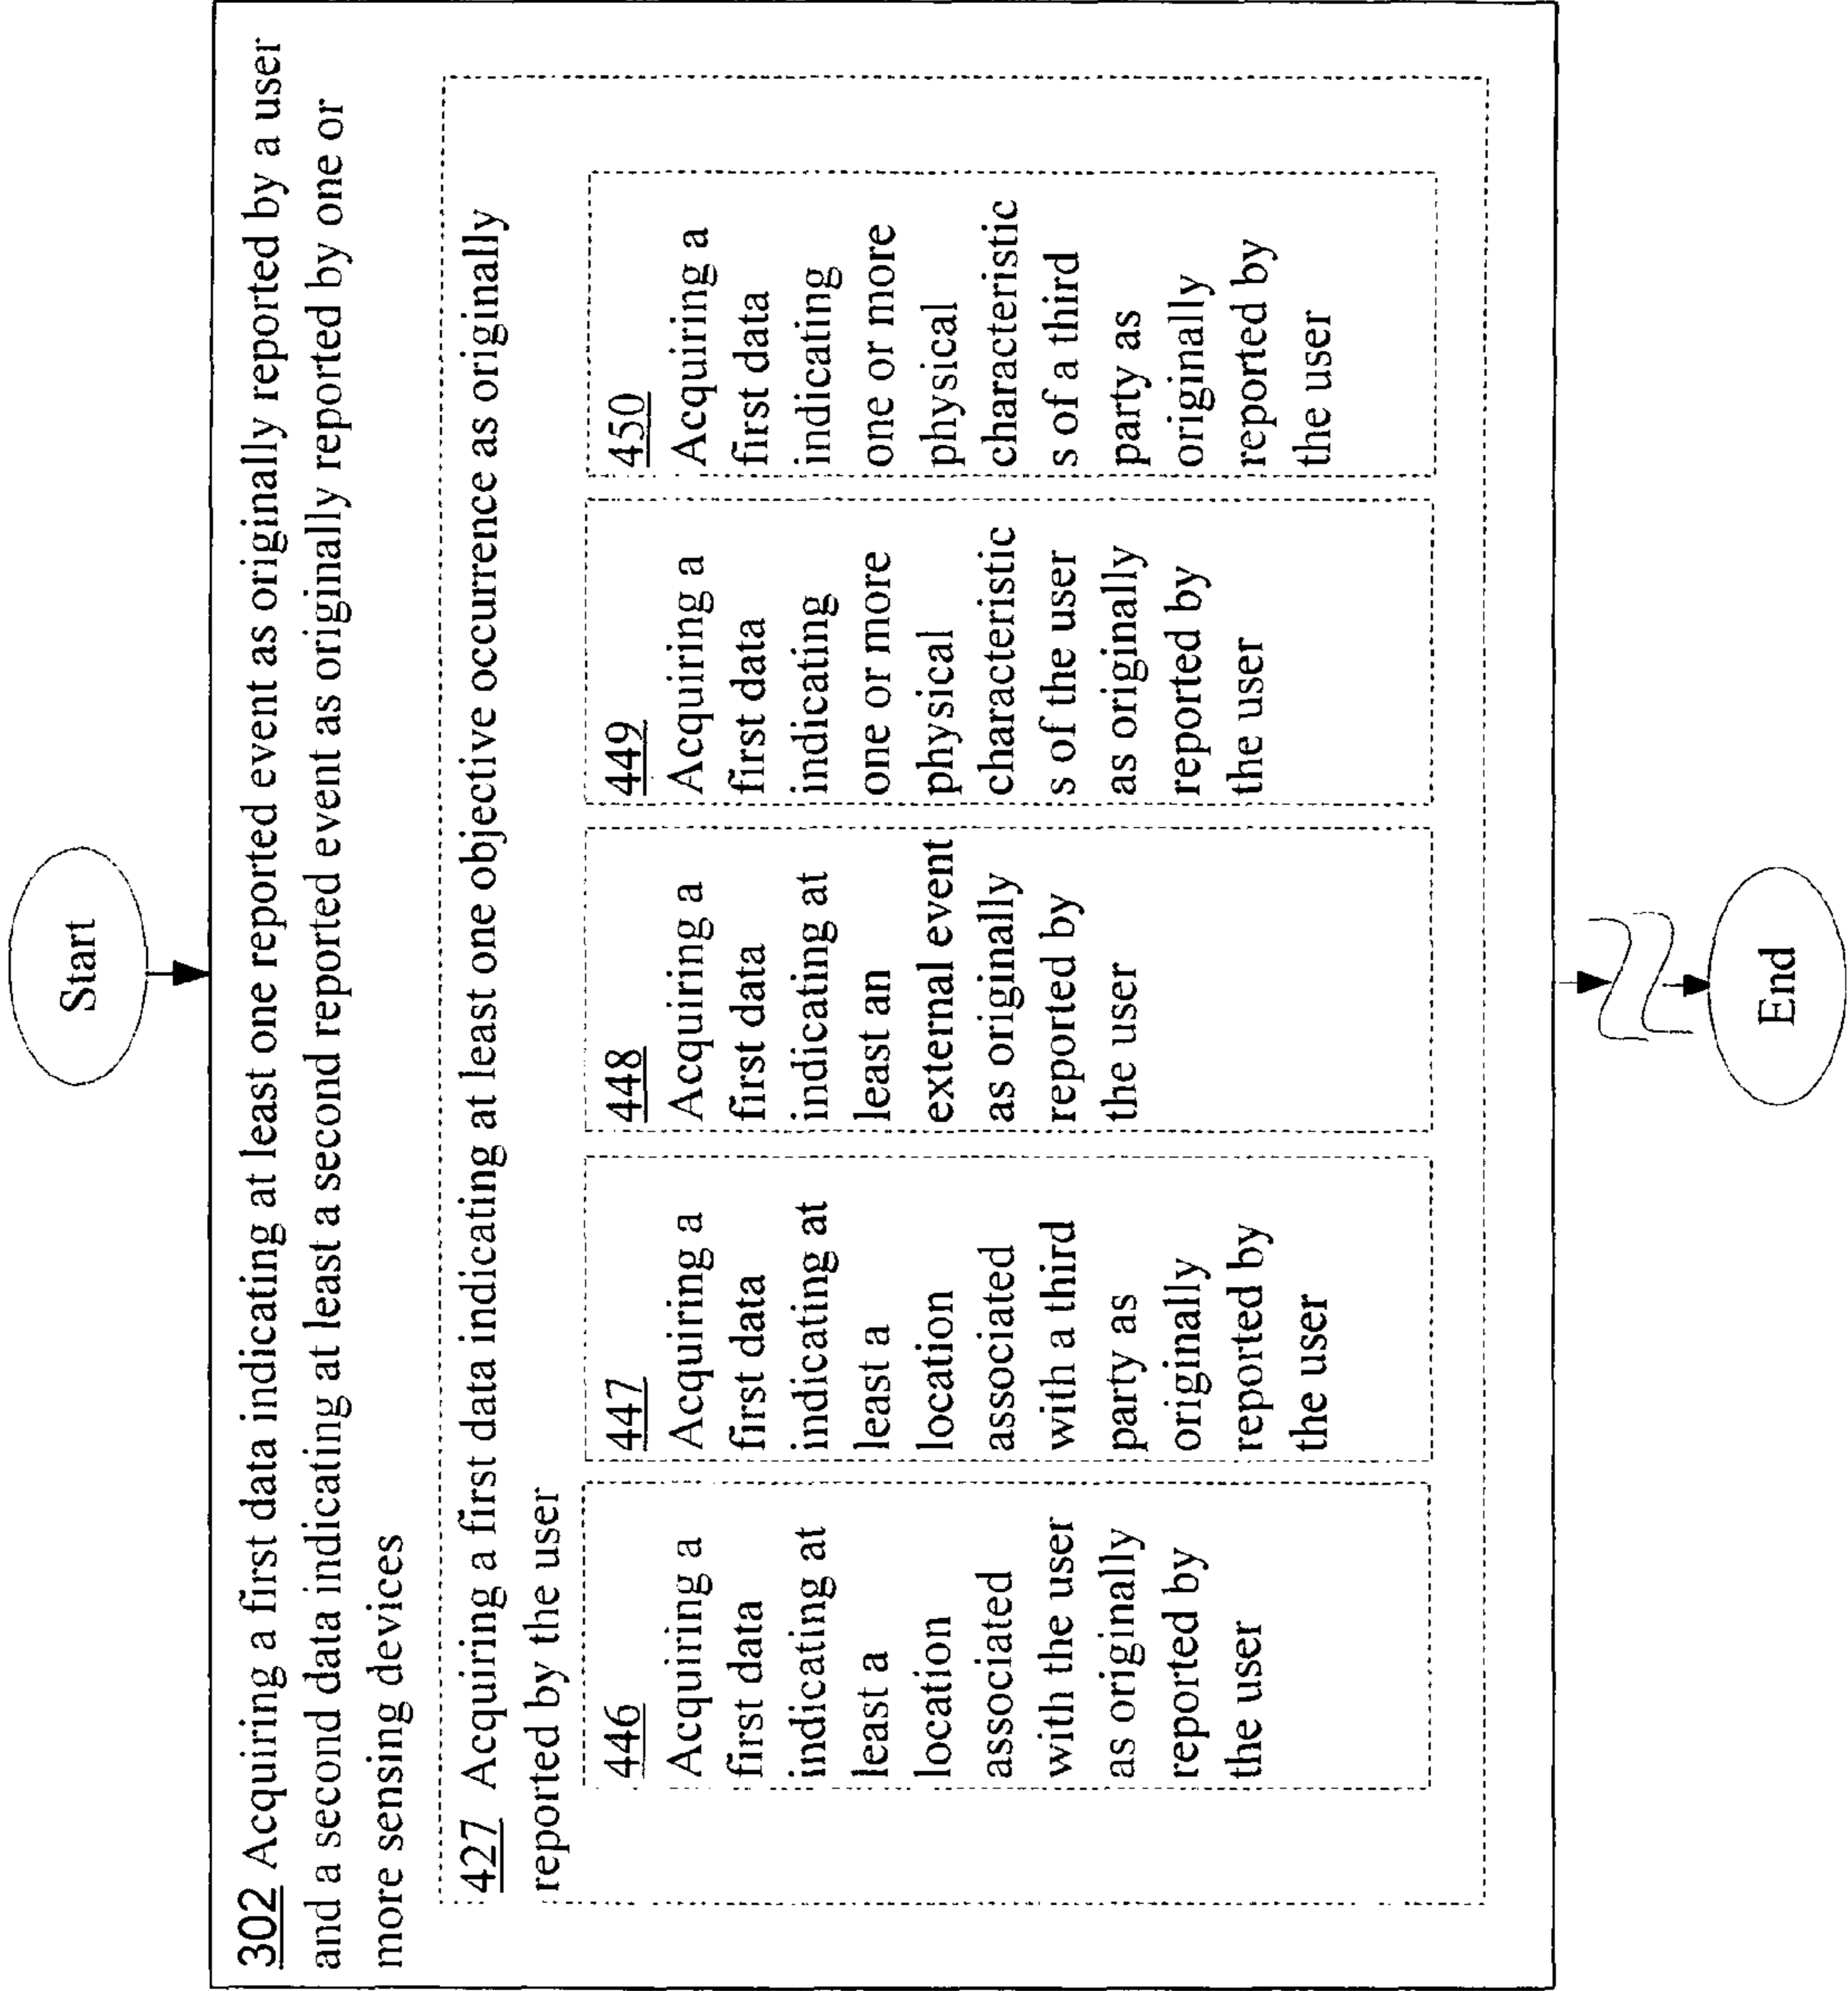 Start
302 Acquiring a first data indicating at least one reported event as originally reported by a user
and a second data indicating at least a second reported event as originally reported by one or
more sensing devices
427 Acquiring a first data indicating at least one objective occurrence as originally
reported by the user
446
Acquiring a
first data
indicating at
least a
location
associated
with the user
as originally
reported by
the user
447
Acquiring a
first data
indicating at
least a
location
associated
with a third
party as
originally
reported by
the user
448
Acquiring a
first data
indicating at
least an
external event
as originally
reported by
the user
449
Acquiring a
first data
indicating
one or more
physical
characteristic
s of the user
as originally
reported by
the user
450
Acquiring a
first data
indicating
one or more
physical
characteristic
s of a third
party as
originally
reported by
the user
End